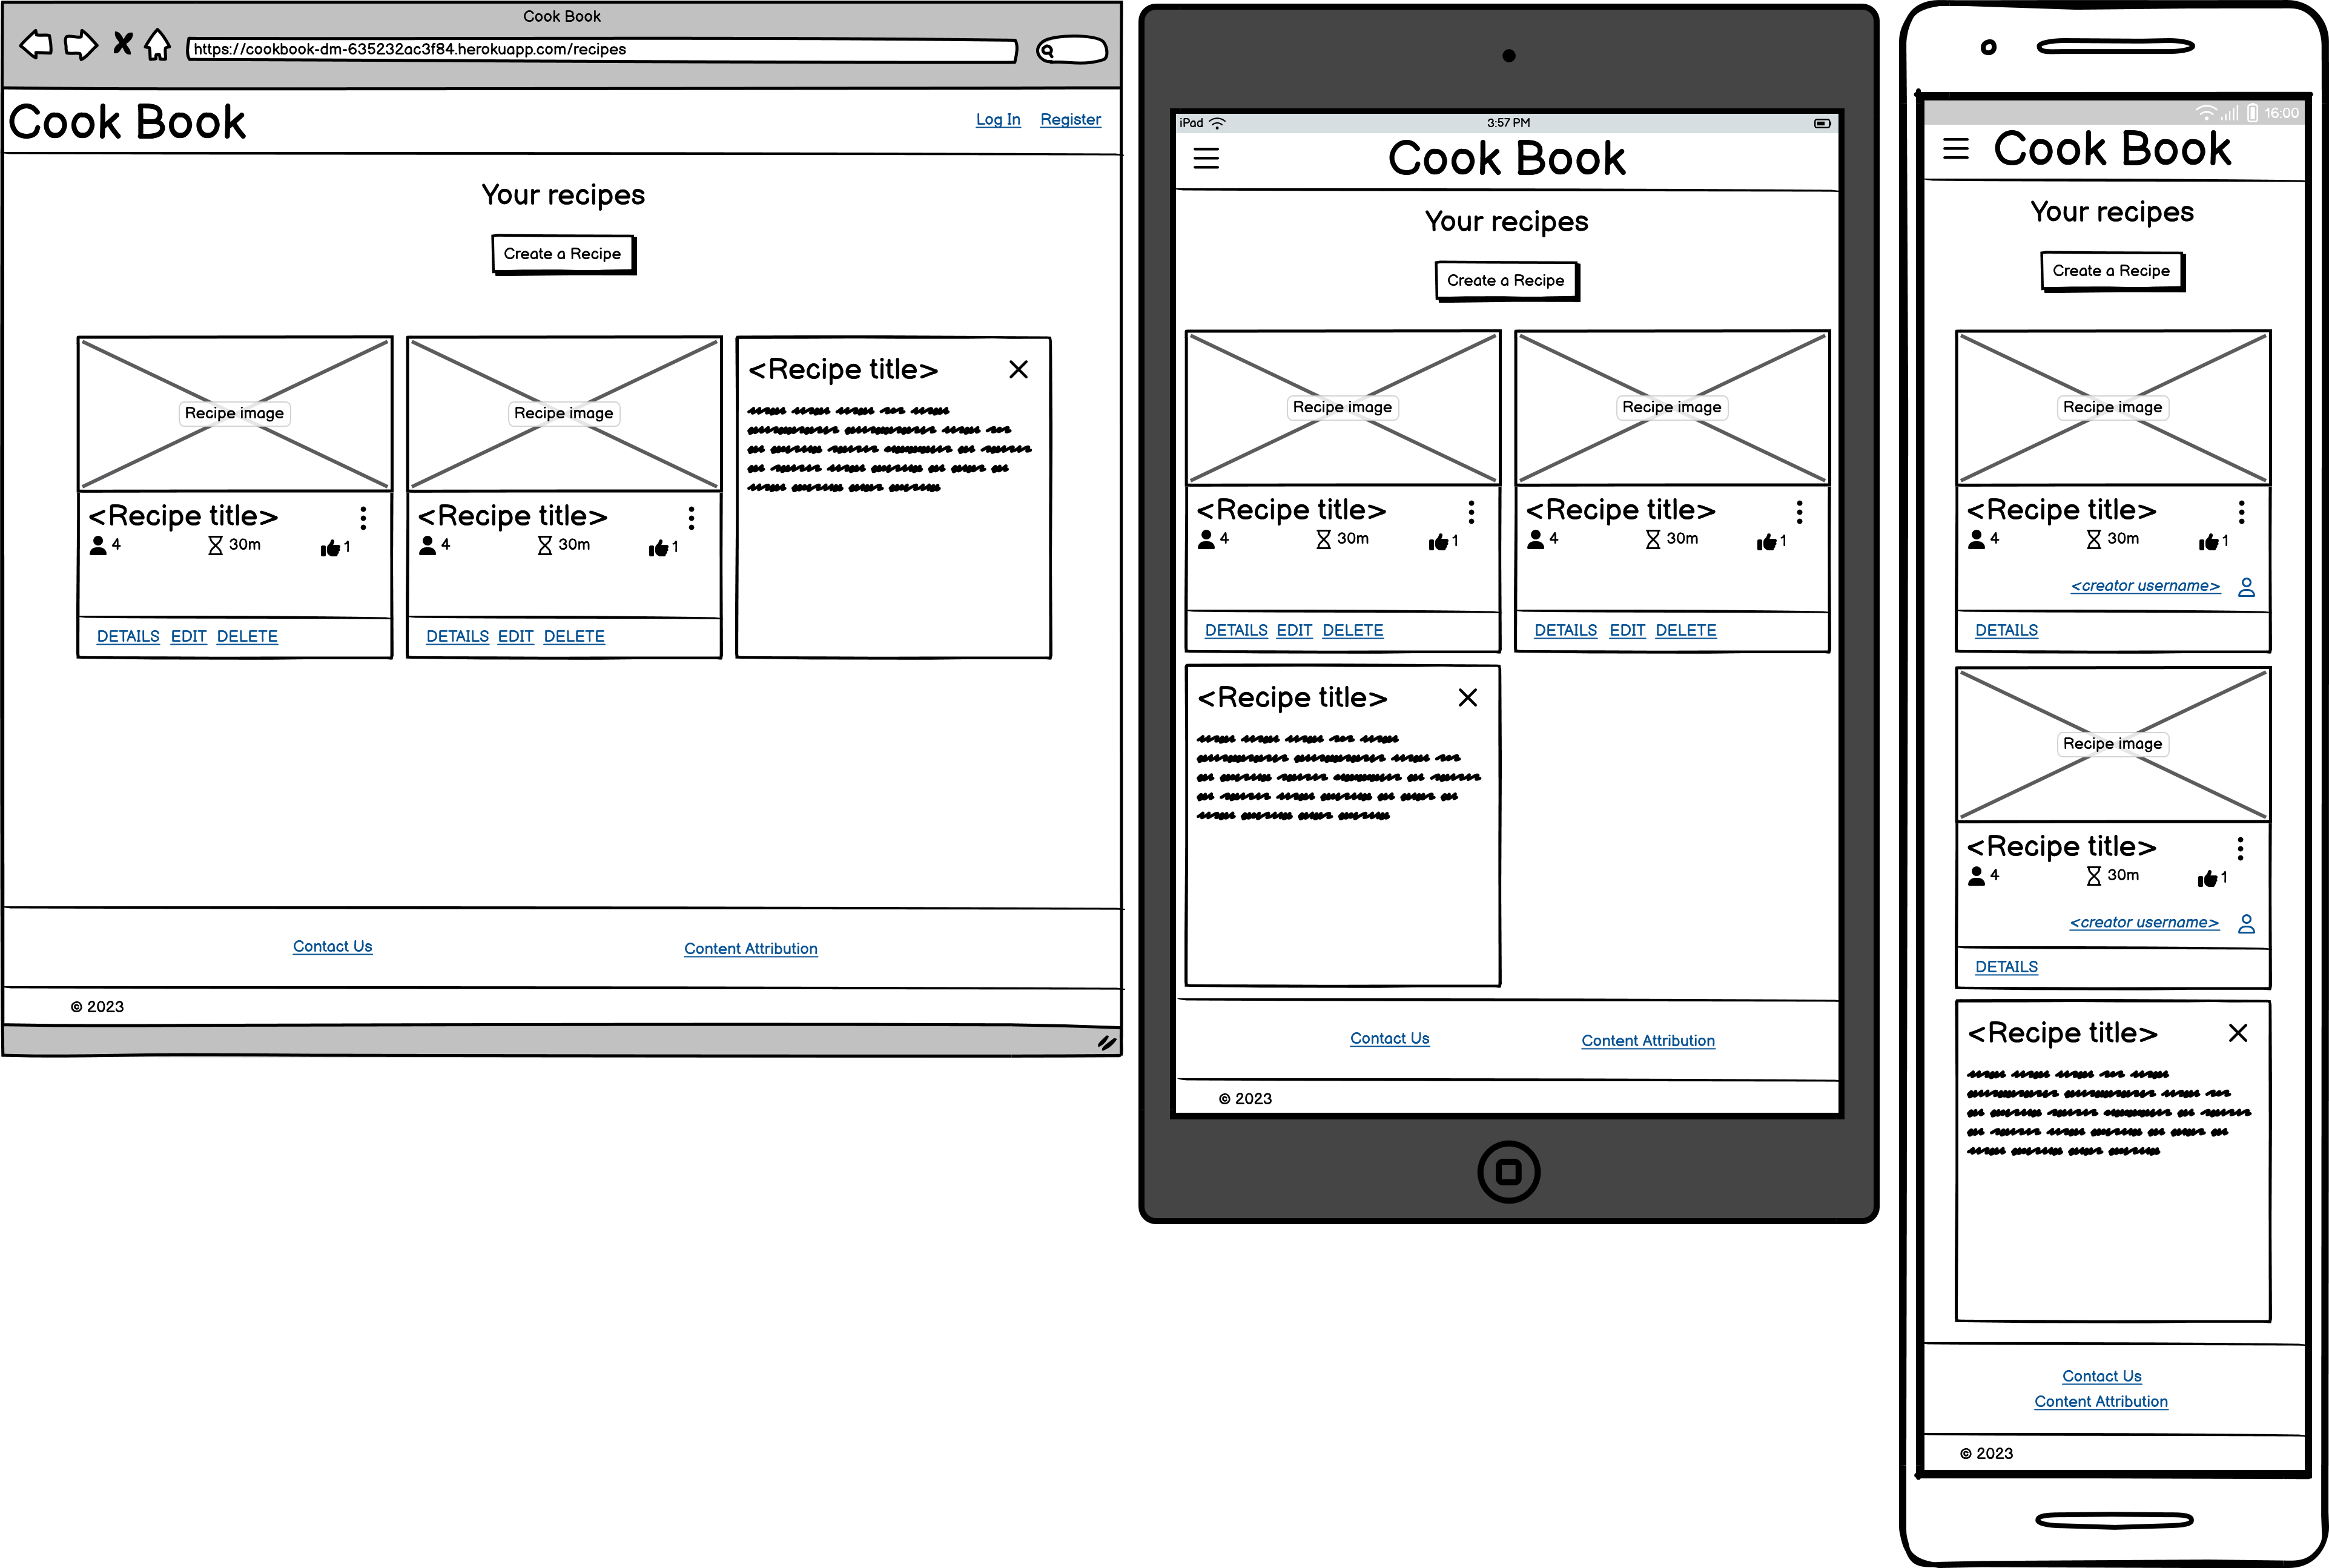 Cook Book
https://cookbook-dm-635232ac3f84.herokuapp.com/recipes
Cook Book
Log In Register
Your recipes
Create a Recipe
Recipe image
<Recipe title>
4 30m 1
DETAILS EDIT DELETE
Recipe image
<Recipe title>
4 30m 1
DETAILS EDIT DELETE
<Recipe title>
Contact Us Content Attribution
© 2023
iPad 3:57 PM
Cook Book
Your recipes
Create a Recipe
Recipe image
<Recipe title>
4 30m 1
DETAILS EDIT DELETE
Recipe image
<Recipe title>
4 30m 1
DETAILS EDIT DELETE
<Recipe title>
Contact Us Content Attribution
© 2023
16:00
Cook Book
Your recipes
Create a Recipe
Recipe image
<Recipe title>
4 30m 1
<creator username>
DETAILS
Recipe image
<Recipe title>
4 30m 1
<creator username>
DETAILS
<Recipe title>
Contact Us
Content Attribution
© 2023